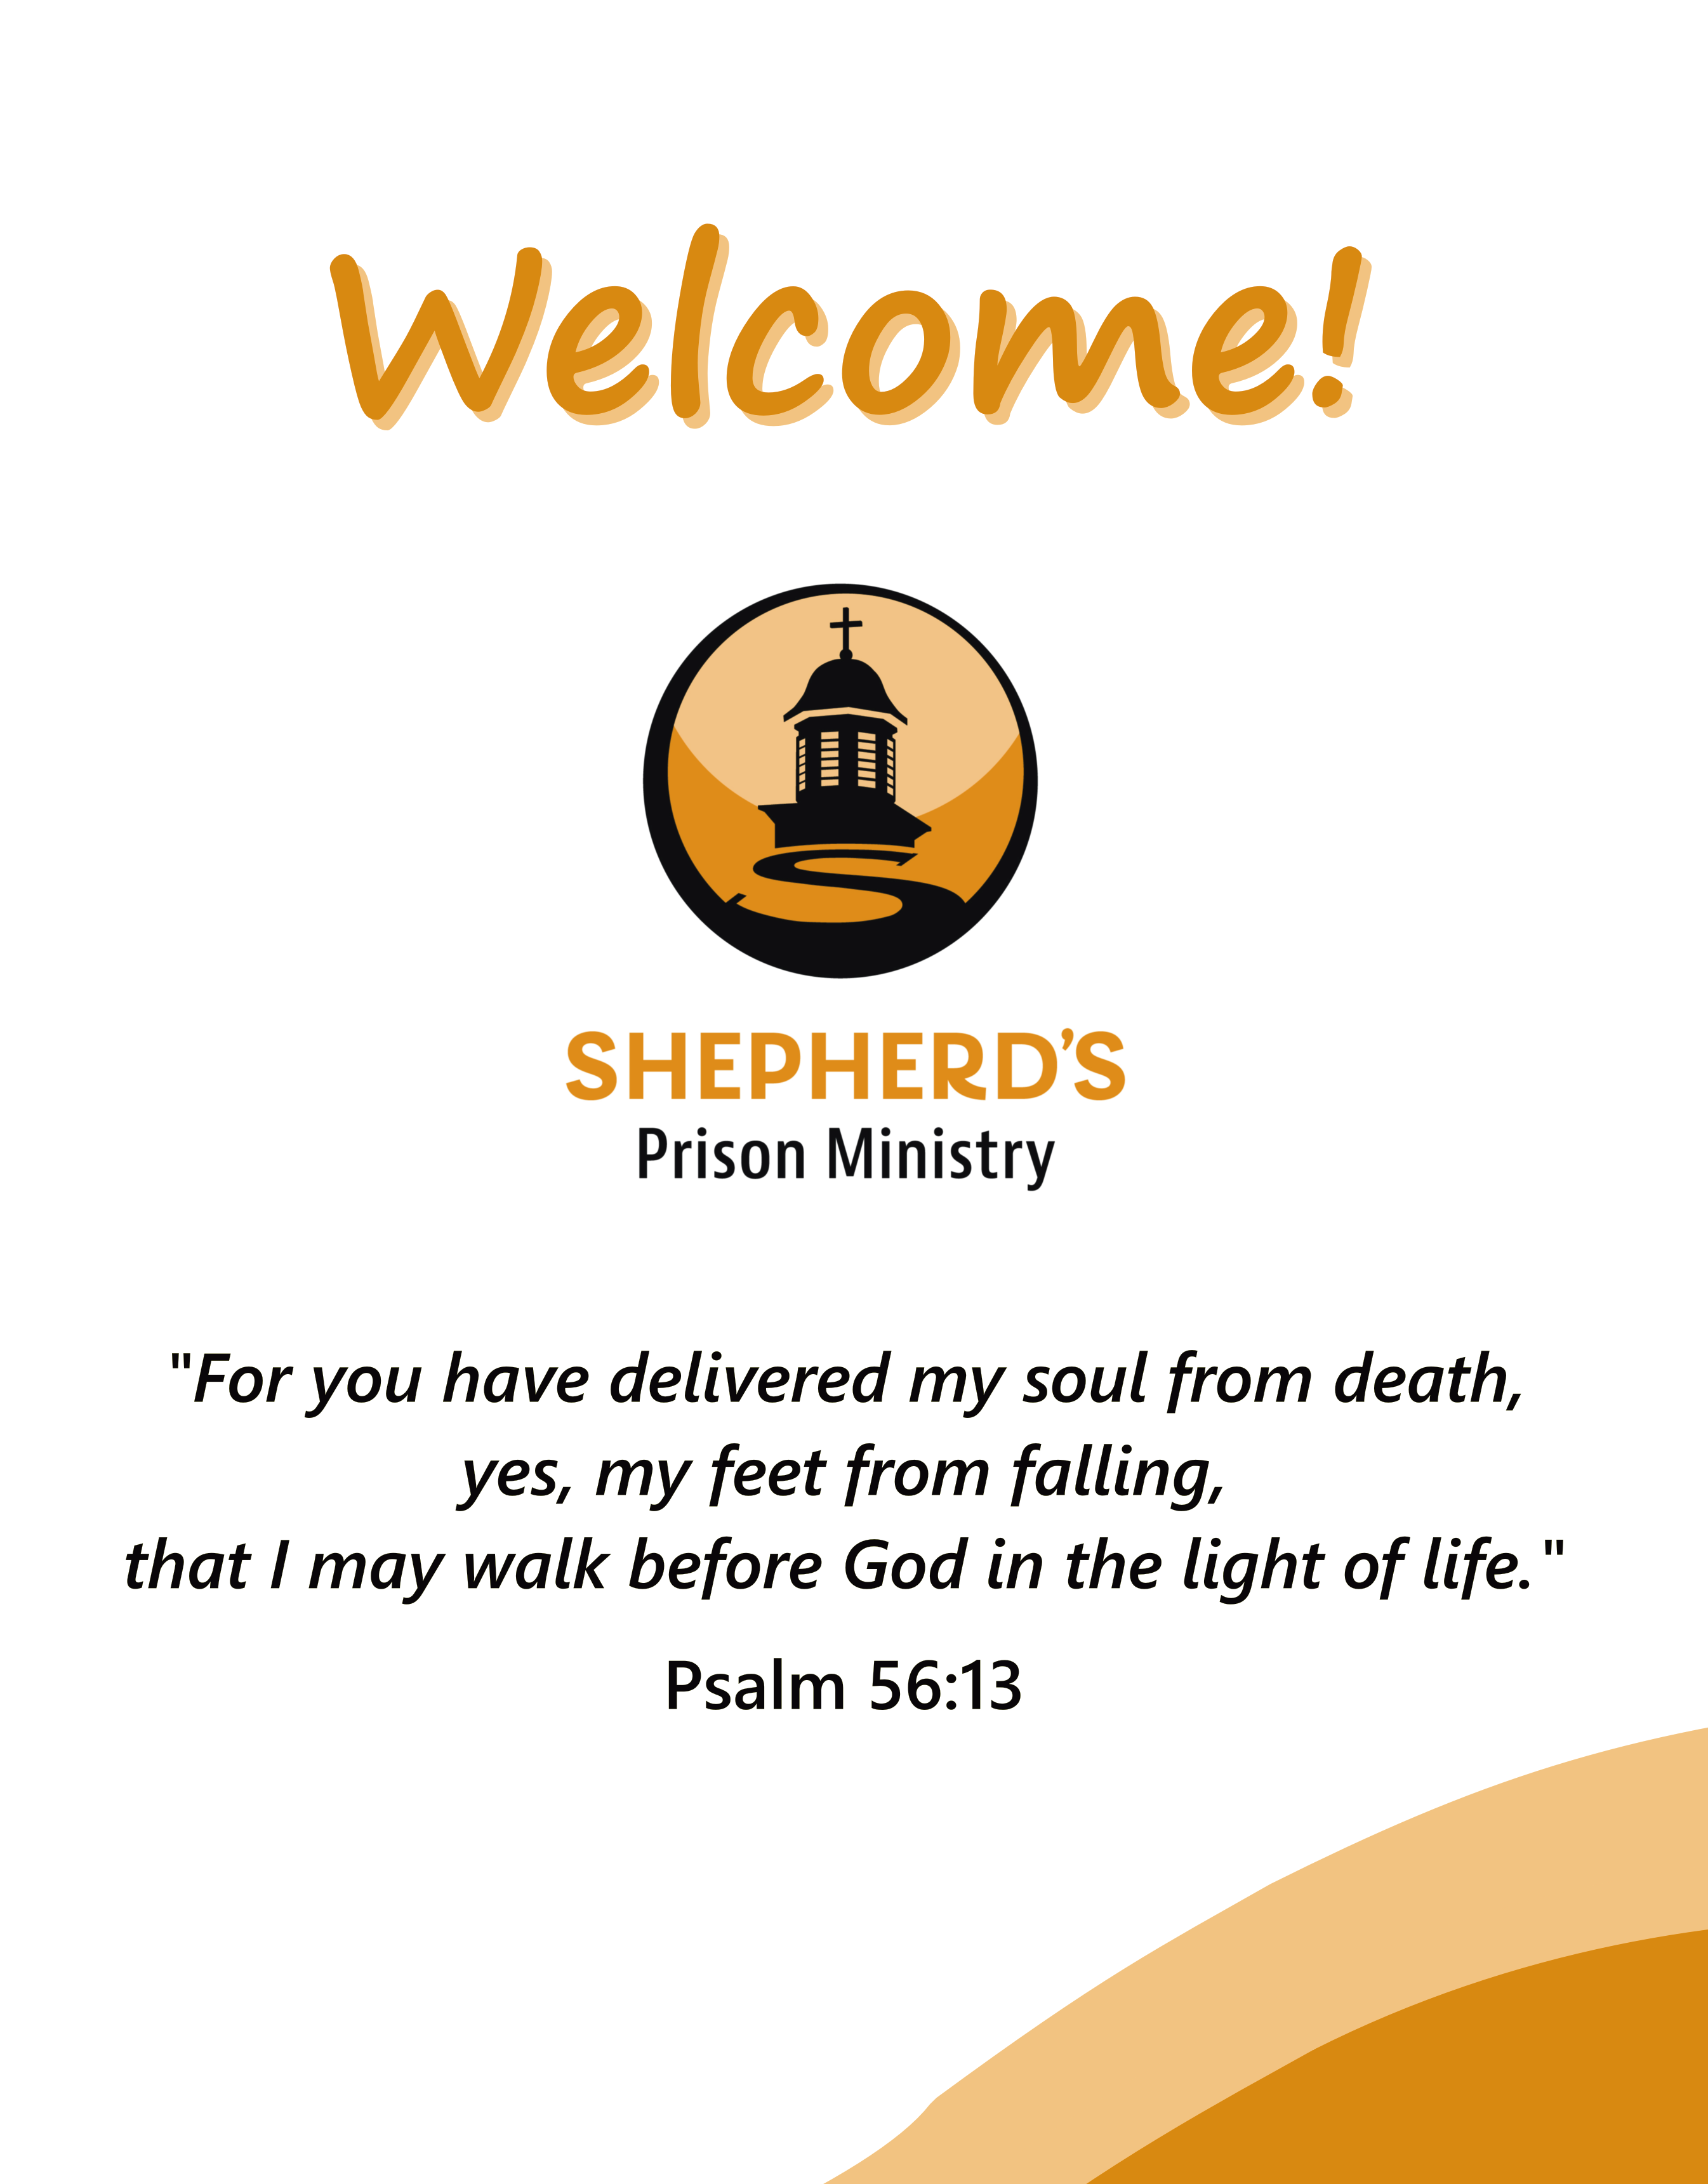 Welcome!
SHEPHERD’S
Prison Ministry
"For you have delivered my soul from death,
yes, my feet from falling,
that I may walk before God in the light of life."
Psalm 56:13